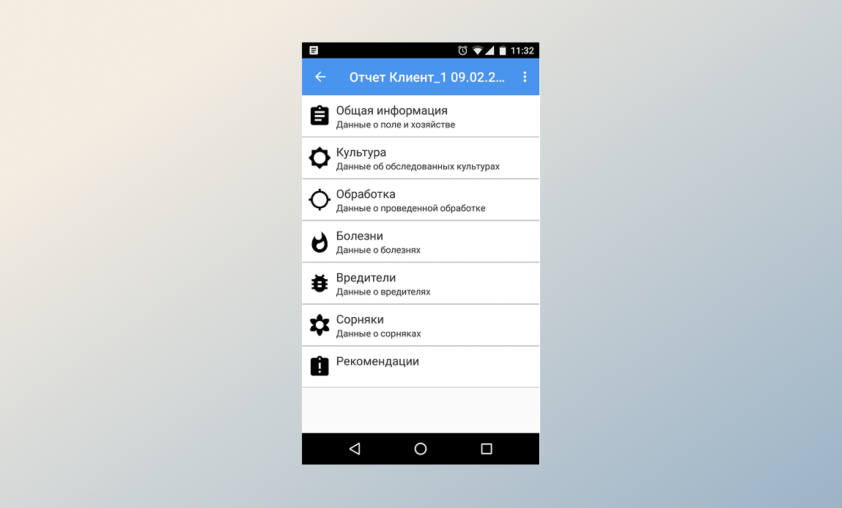 11:32
Отчет Клиент_1 09.02.2...
Общая информация
Данные о поле и хозяйстве
Культура
Данные об обследованных культурах
Обработка
Данные о проведенной обработке
Болезни
Данные о болезнях
Вредители
Данные о вредителях
Сорняки
Данные о сорняках
Рекомендации